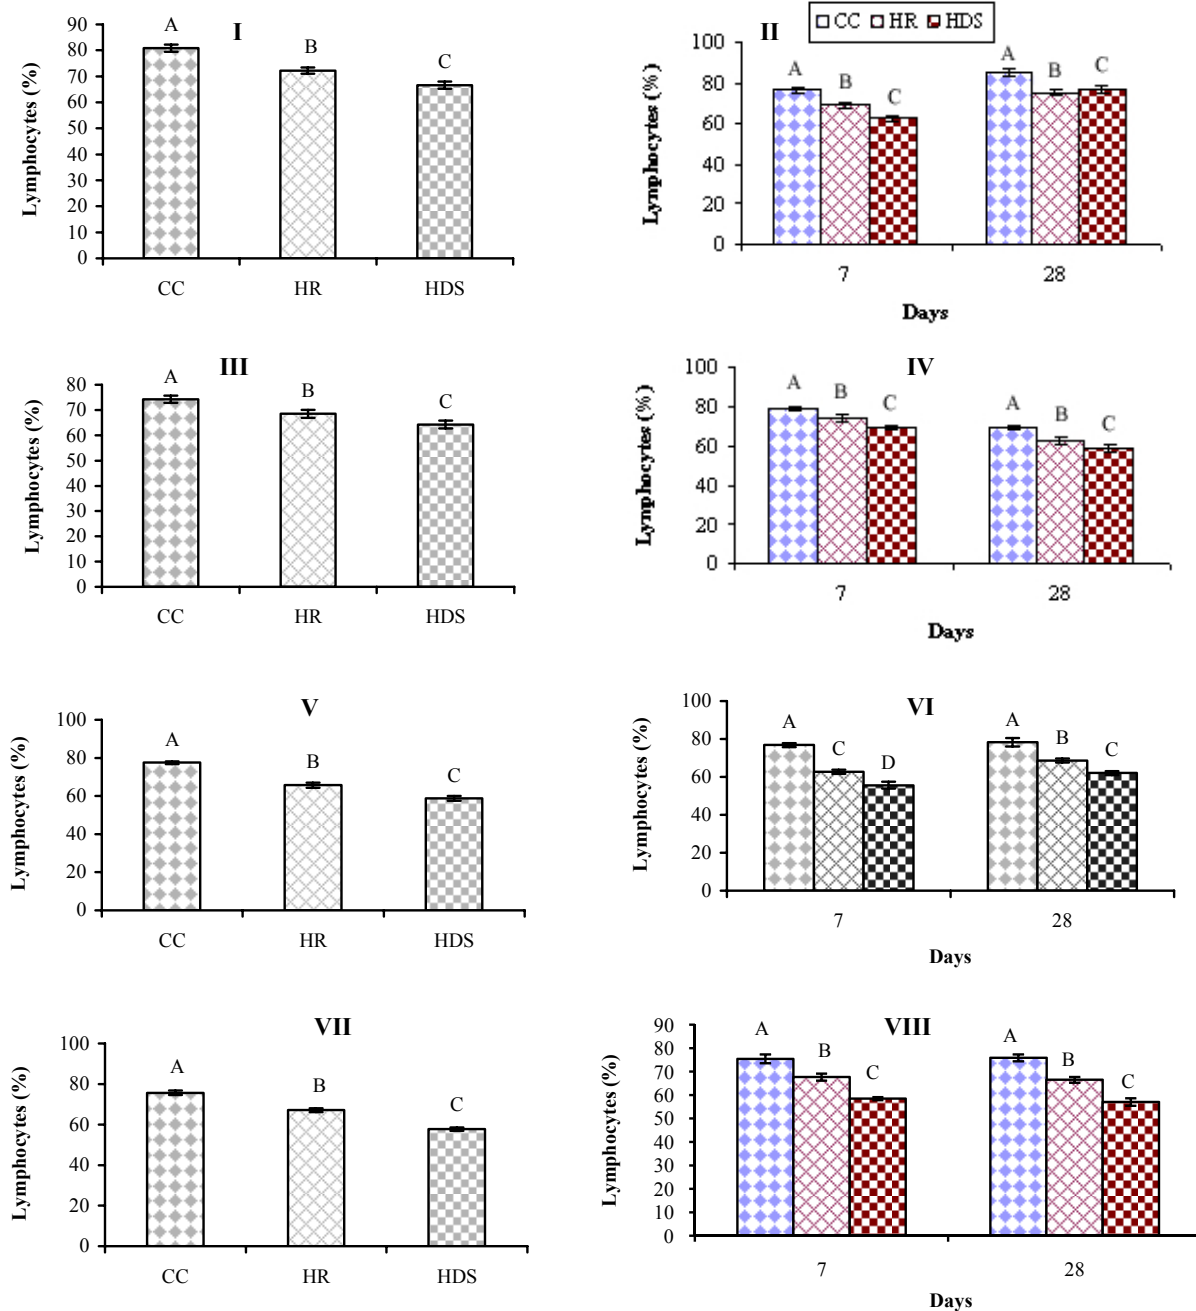 I
Lymphocytes (%)
90
80
70
60
50
40
30
20
10
0
A
B
C
CC HR HDS
CC HR HDS
II
Lymphocytes (%)
100
80
60
40
20
0
A B C A B C
7 28
Days
III
Lymphocytes (%)
80
70
60
50
40
30
20
10
0
A
B
C
CC HR HDS
IV
Lymphocytes (%)
100
80
60
40
20
0
A B C A B C
7 28
Days
V
Lymphocytes (%)
100
80
60
40
20
0
A
B
C
CC HR HDS
VI
Lymphocytes (%)
100
80
60
40
20
0
A C D A B C
7 28
Days
VII
Lymphocytes (%)
100
80
60
40
20
0
A
B
C
CC HR HDS
VIII
Lymphocytes (%)
90
80
70
60
50
40
30
20
10
0
A B C A B C
7 28
Days